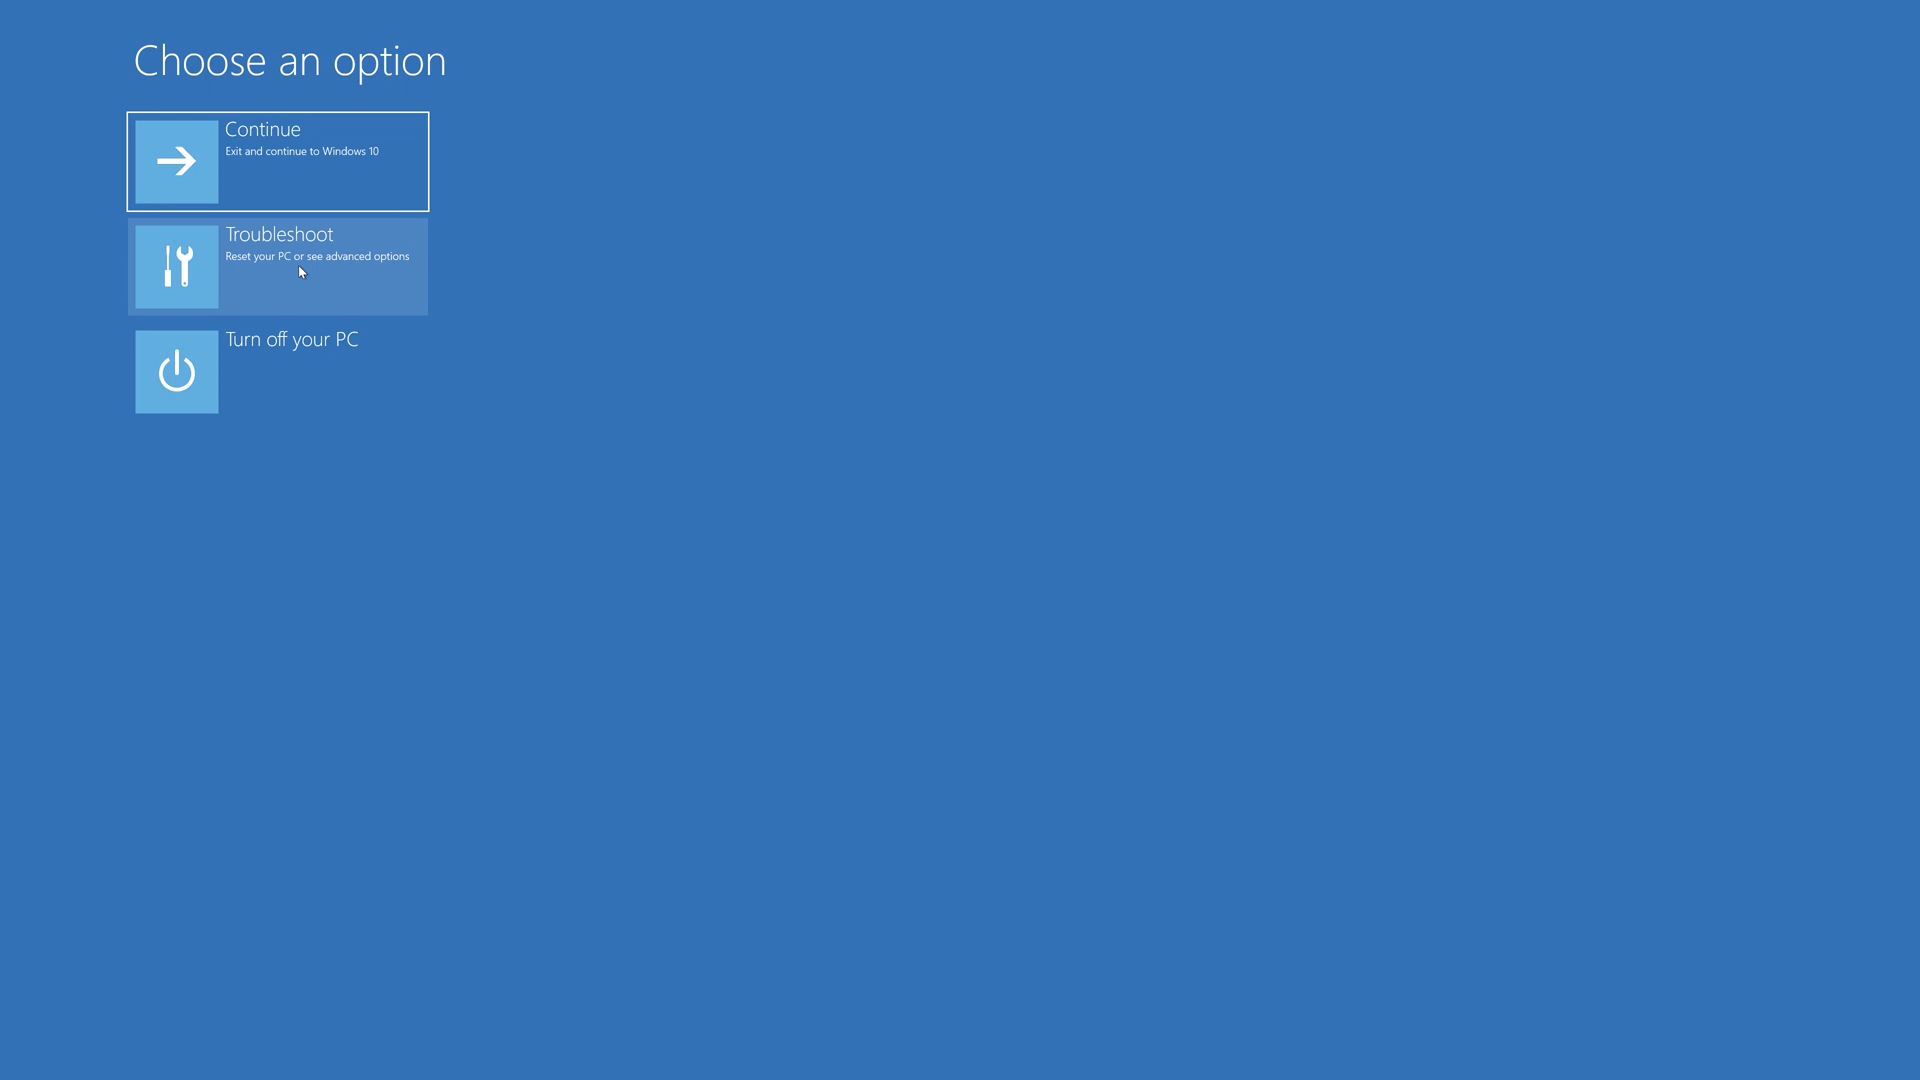 Choose an option
Continue
Exit and continue to Windows 10
Troubleshoot
Reset your PC or see advanced options
Turn off your PC